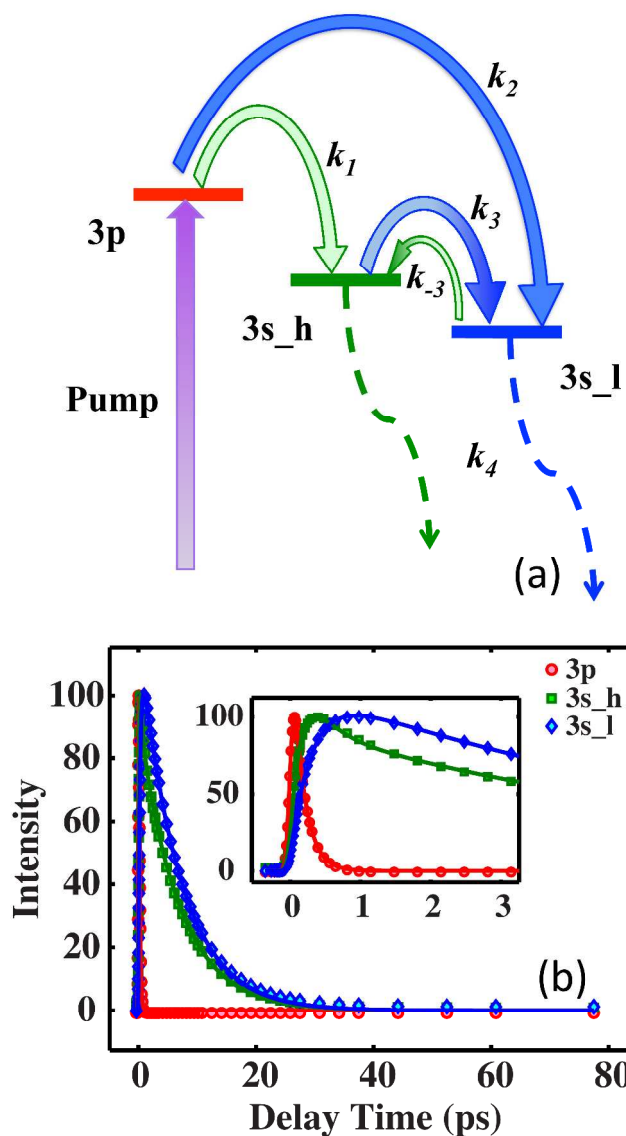 k2
k1
3p
k3
k-3
3s_h
3s_l
Pump
k4
(a)
3p
3s_h
3s_l
100
80
60
40
20
0
Intensity
100
50
0
0 1 2 3
(b)
0 20 40 60 80
Delay Time (ps)